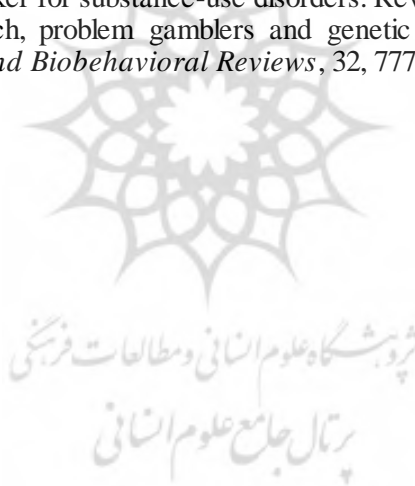 ker for substance-use disorders. Rev
ch, problem gamblers and genetic
nd Biobehavioral Reviews, 32, 777
پژوهشگاه علوم انسانی و مطالعات فرهنگی
پرتال جامع علوم انسانی